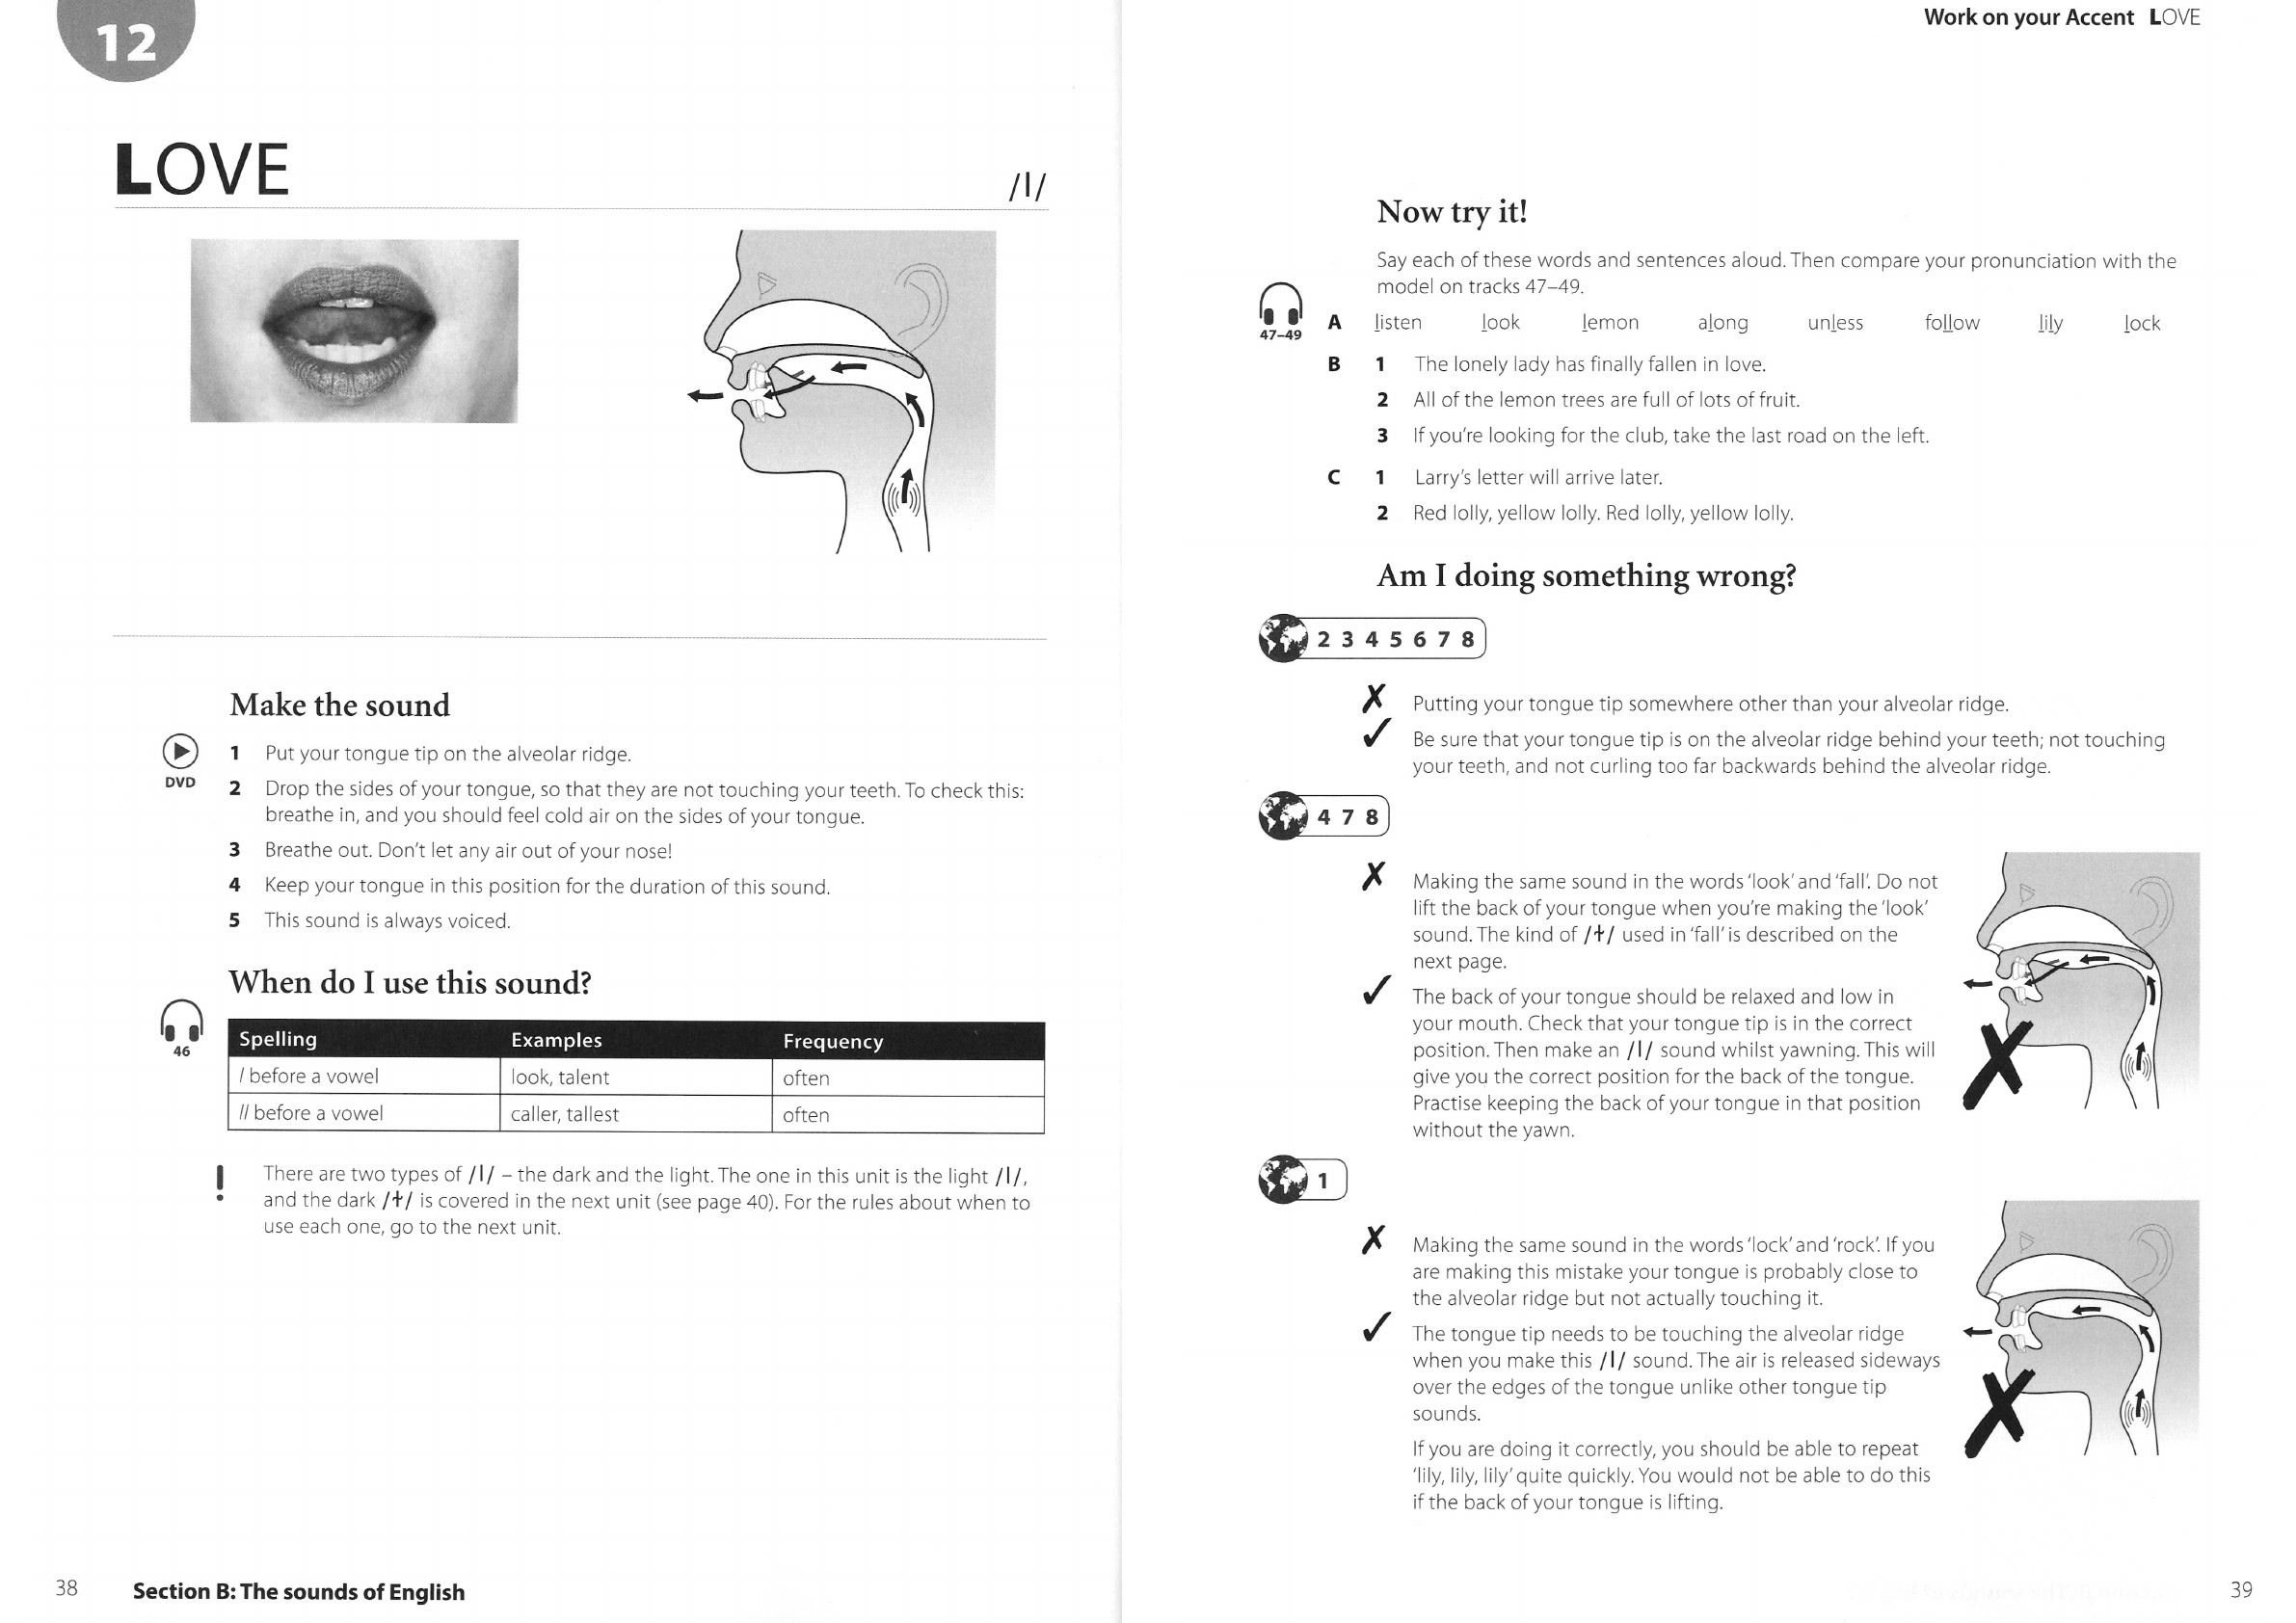 12
LOVE
/l/
Make the sound
DVD
1 Put your tongue tip on the alveolar ridge.
2 Drop the sides of your tongue, so that they are not touching your teeth. To check this:
breathe in, and you should feel cold air on the sides of your tongue.
3 Breathe out. Don't let any air out of your nose!
4 Keep your tongue in this position for the duration of this sound.
5 This sound is always voiced.
When do I use this sound?
46
Spelling Examples Frequency
l before a vowel look, talent often
ll before a vowel caller, tallest often
! There are two types of /l/ – the dark and the light. The one in this unit is the light /l/,
and the dark /ɫ/ is covered in the next unit (see page 40). For the rules about when to
use each one, go to the next unit.
38 Section B: The sounds of English
Work on your Accent LOVE
Now try it!
Say each of these words and sentences aloud. Then compare your pronunciation with the
model on tracks 47–49.
47–49
A listen look lemon along unless follow lily lock
B 1 The lonely lady has finally fallen in love.
2 All of the lemon trees are full of lots of fruit.
3 If you're looking for the club, take the last road on the left.
C 1 Larry's letter will arrive later.
2 Red lolly, yellow lolly. Red lolly, yellow lolly.
Am I doing something wrong?
2 3 4 5 6 7 8
✗ Putting your tongue tip somewhere other than your alveolar ridge.
✓ Be sure that your tongue tip is on the alveolar ridge behind your teeth; not touching
your teeth, and not curling too far backwards behind the alveolar ridge.
4 7 8
✗ Making the same sound in the words 'look' and 'fall'. Do not
lift the back of your tongue when you're making the 'look'
sound. The kind of /ɫ/ used in 'fall' is described on the
next page.
✓ The back of your tongue should be relaxed and low in
your mouth. Check that your tongue tip is in the correct
position. Then make an /l/ sound whilst yawning. This will
give you the correct position for the back of the tongue.
Practise keeping the back of your tongue in that position
without the yawn.
1
✗ Making the same sound in the words 'lock' and 'rock'. If you
are making this mistake your tongue is probably close to
the alveolar ridge but not actually touching it.
✓ The tongue tip needs to be touching the alveolar ridge
when you make this /l/ sound. The air is released sideways
over the edges of the tongue unlike other tongue tip
sounds.
If you are doing it correctly, you should be able to repeat
'lily, lily, lily' quite quickly. You would not be able to do this
if the back of your tongue is lifting.
39